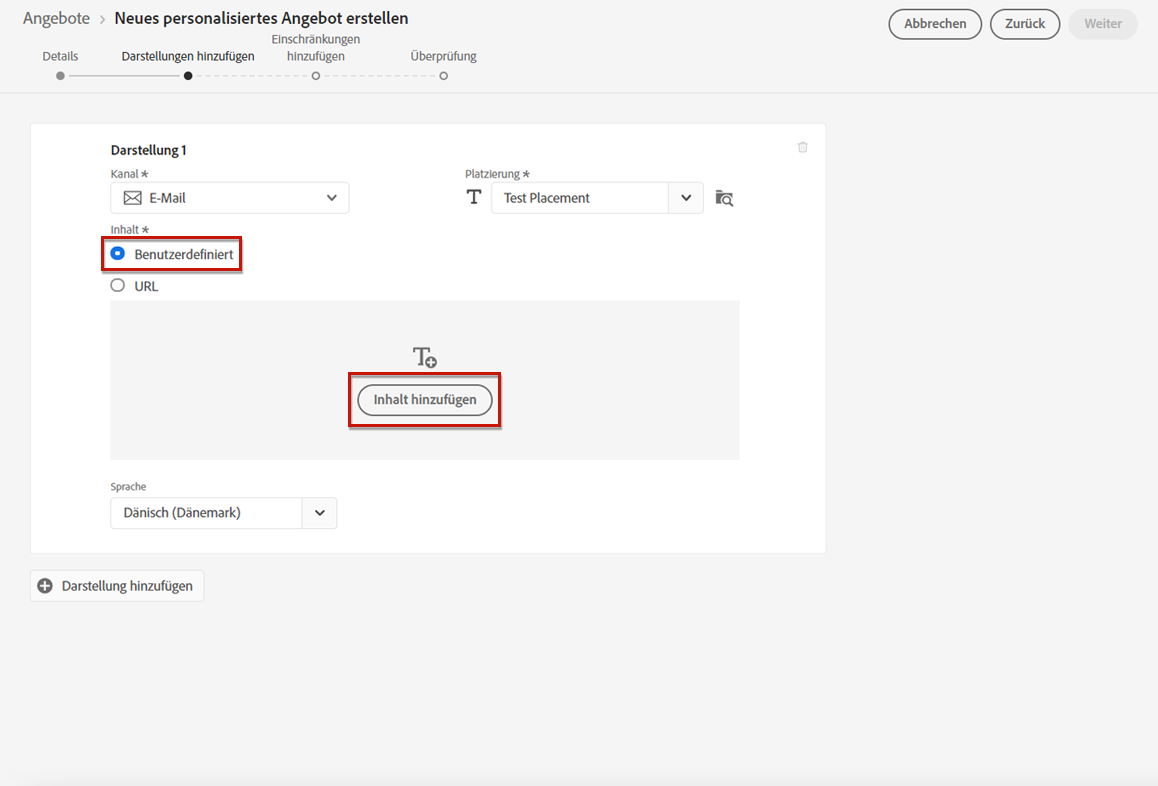 Angebote > Neues personalisiertes Angebot erstellen
Abbrechen
Zurück
Weiter
Details
Darstellungen hinzufügen
Einschränkungen
hinzufügen
Überprüfung
Darstellung 1
Kanal *
Platzierung *
E-Mail
Test Placement
Inhalt *
Benutzerdefiniert
URL
Inhalt hinzufügen
Sprache
Dänisch (Dänemark)
Darstellung hinzufügen